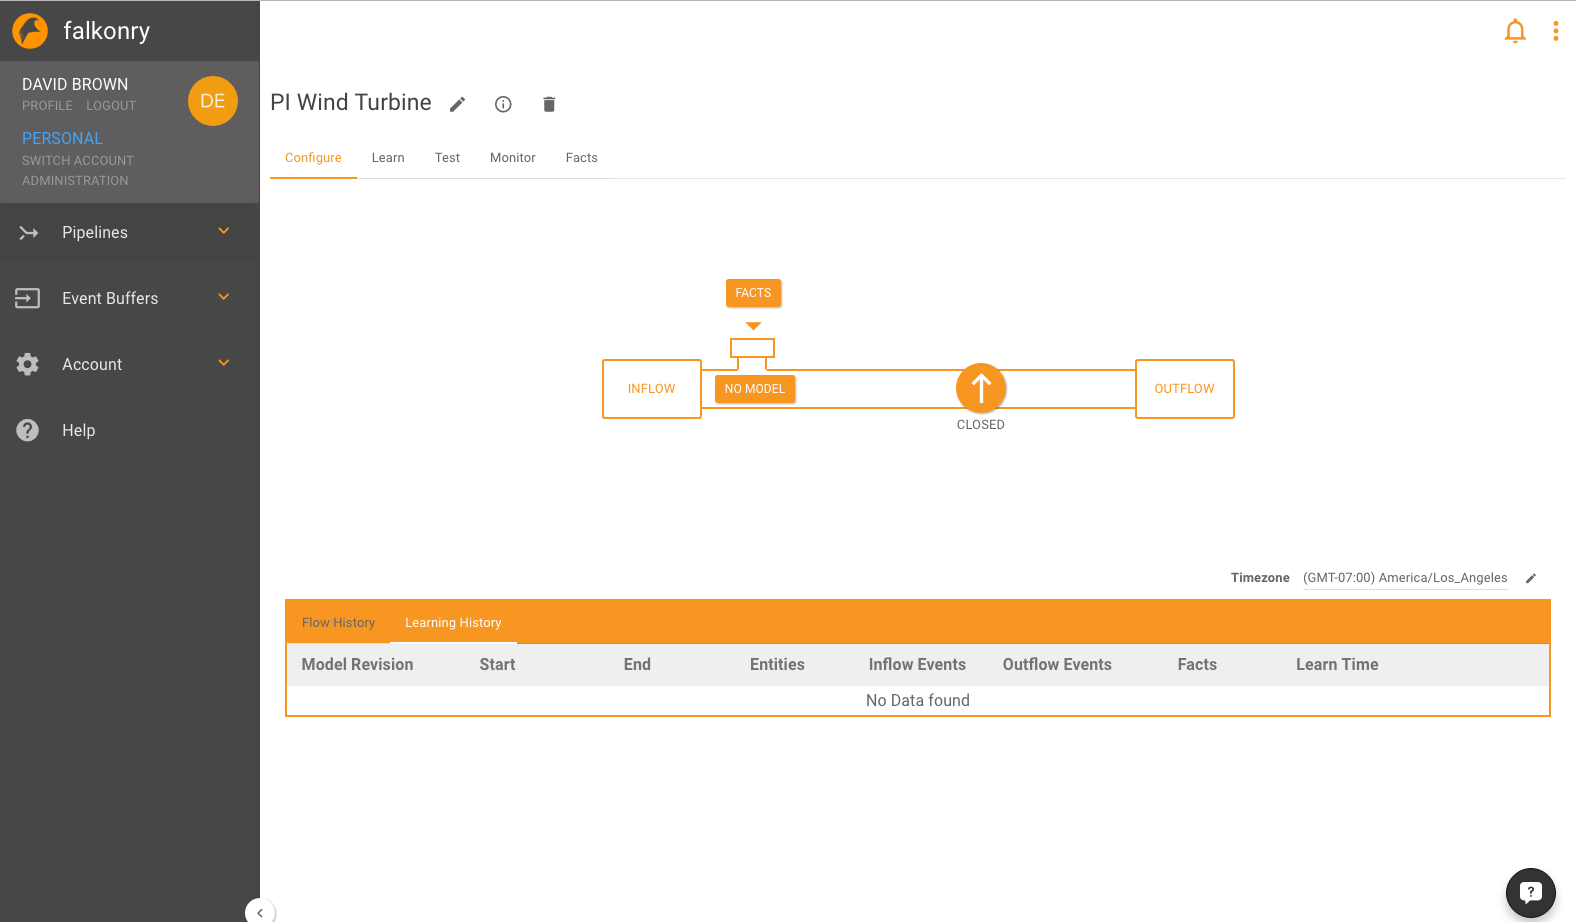 falkonry
DAVID BROWN
PROFILE LOGOUT
DE
PERSONAL
SWITCH ACCOUNT
ADMINISTRATION
Pipelines
Event Buffers
Account
Help
PI Wind Turbine
Configure Learn Test Monitor Facts
FACTS
INFLOW NO MODEL OUTFLOW
CLOSED
Timezone (GMT-07:00) America/Los_Angeles
Flow History Learning History
Model Revision Start End Entities Inflow Events Outflow Events Facts Learn Time
No Data found